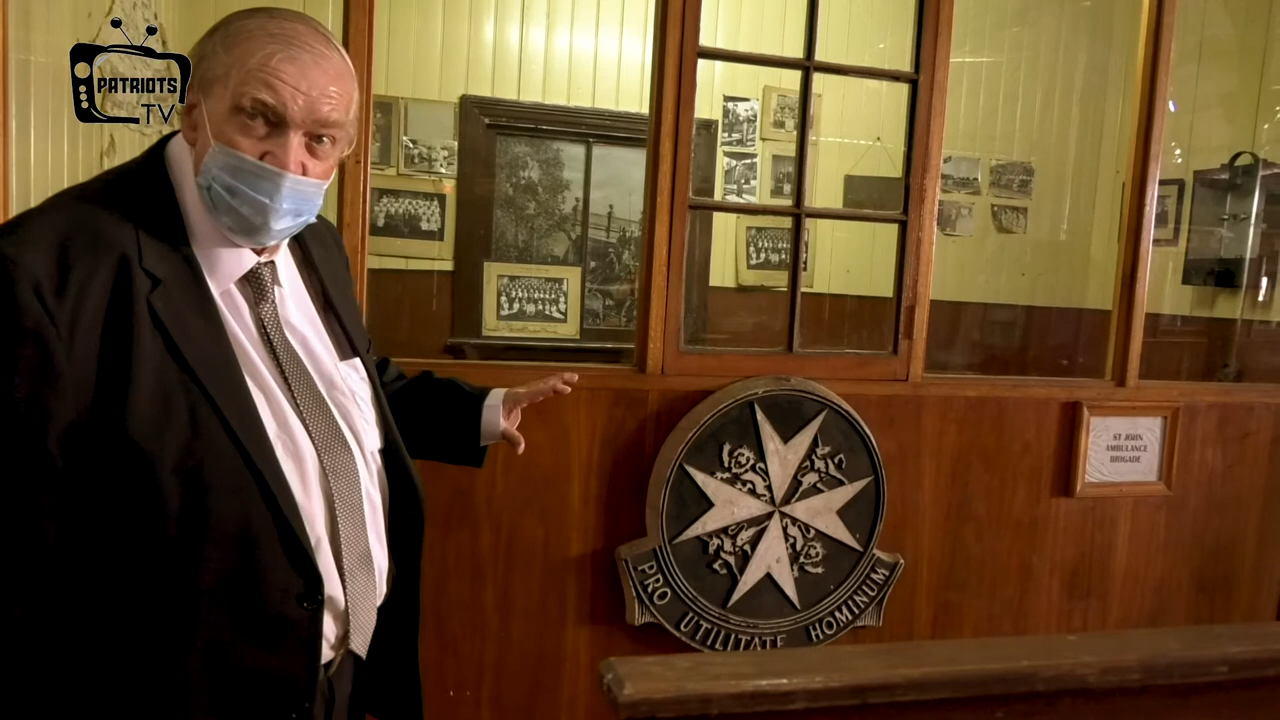 PATRIOTS
TV
ST JOHN
AMBULANCE
BRIGADE
PRO UTILITATE HOMINUM